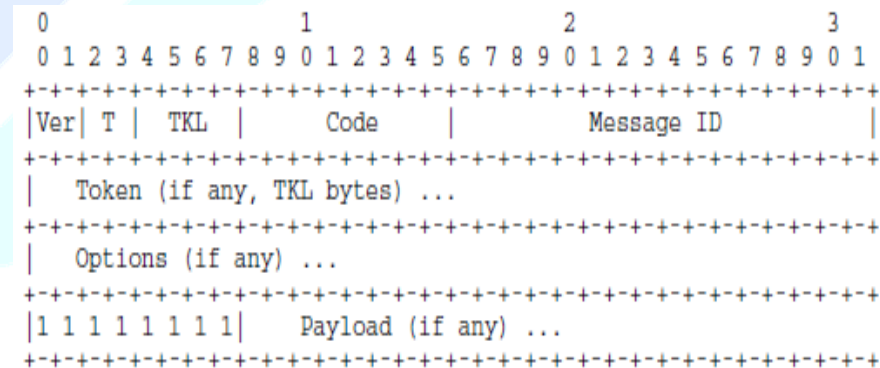 0                   1                   2                   3
 0 1 2 3 4 5 6 7 8 9 0 1 2 3 4 5 6 7 8 9 0 1 2 3 4 5 6 7 8 9 0 1
+-+-+-+-+-+-+-+-+-+-+-+-+-+-+-+-+-+-+-+-+-+-+-+-+-+-+-+-+-+-+-+-+
|Ver| T |  TKL  |      Code     |          Message ID           |
+-+-+-+-+-+-+-+-+-+-+-+-+-+-+-+-+-+-+-+-+-+-+-+-+-+-+-+-+-+-+-+-+
|   Token (if any, TKL bytes) ...
+-+-+-+-+-+-+-+-+-+-+-+-+-+-+-+-+-+-+-+-+-+-+-+-+-+-+-+-+-+-+-+-+
|   Options (if any) ...
+-+-+-+-+-+-+-+-+-+-+-+-+-+-+-+-+-+-+-+-+-+-+-+-+-+-+-+-+-+-+-+-+
|1 1 1 1 1 1 1 1|    Payload (if any) ...
+-+-+-+-+-+-+-+-+-+-+-+-+-+-+-+-+-+-+-+-+-+-+-+-+-+-+-+-+-+-+-+-+